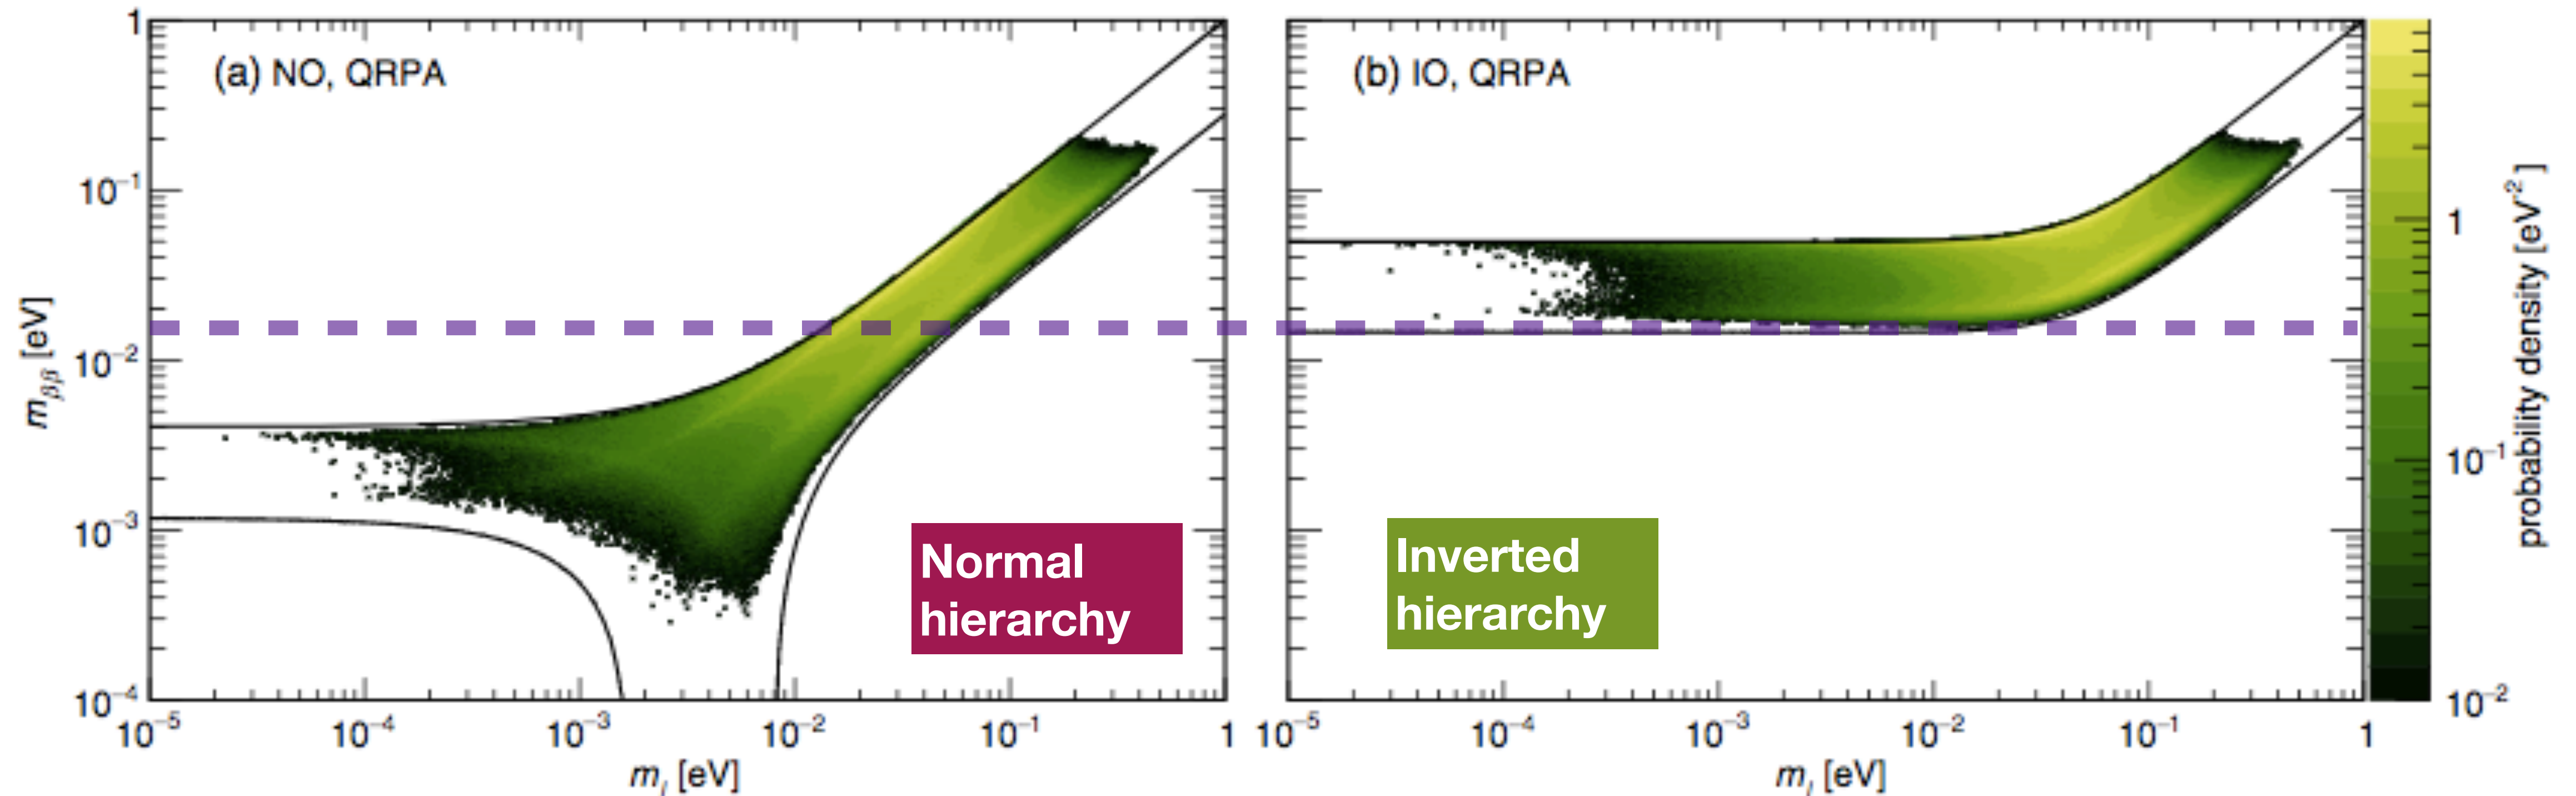 (a) NO, QRPA
1
10⁻¹
10⁻²
10⁻³
10⁻⁴
m_ββ [eV]
Normal
hierarchy
10⁻⁵ 10⁻⁴ 10⁻³ 10⁻² 10⁻¹ 1
m_l [eV]
(b) IO, QRPA
Inverted
hierarchy
10⁻⁵ 10⁻⁴ 10⁻³ 10⁻² 10⁻¹ 1
m_l [eV]
1
10⁻¹
10⁻²
probability density [eV⁻²]